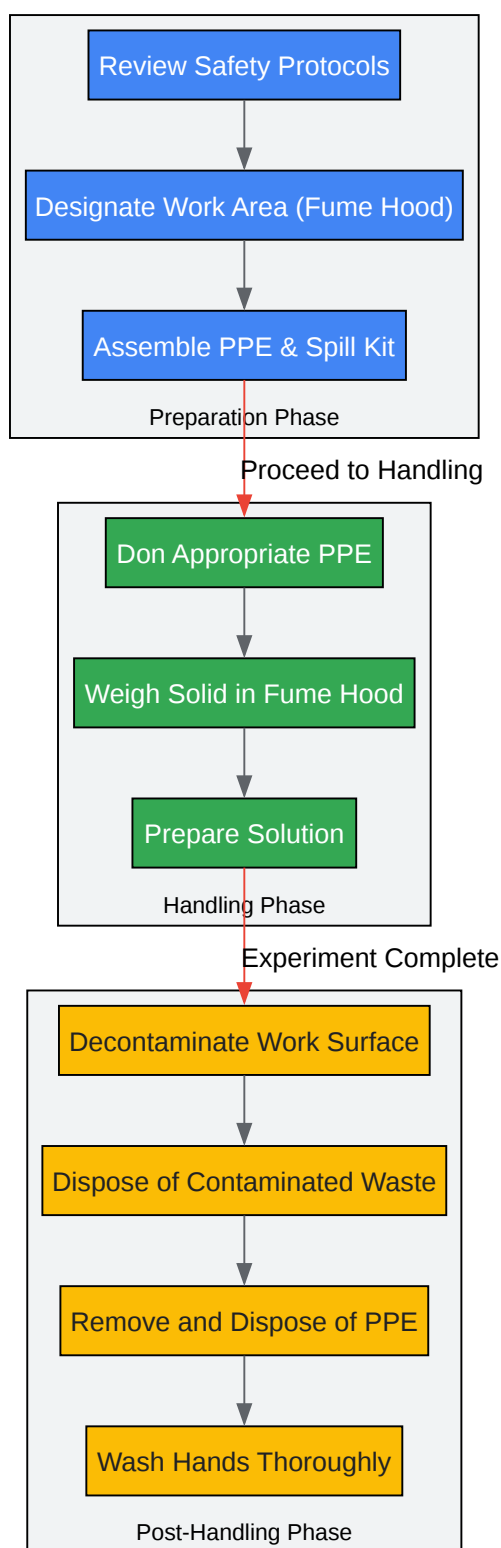 Review Safety Protocols
Designate Work Area (Fume Hood)
Assemble PPE & Spill Kit
Preparation Phase
Proceed to Handling
Don Appropriate PPE
Weigh Solid in Fume Hood
Prepare Solution
Handling Phase
Experiment Complete
Decontaminate Work Surface
Dispose of Contaminated Waste
Remove and Dispose of PPE
Wash Hands Thoroughly
Post-Handling Phase